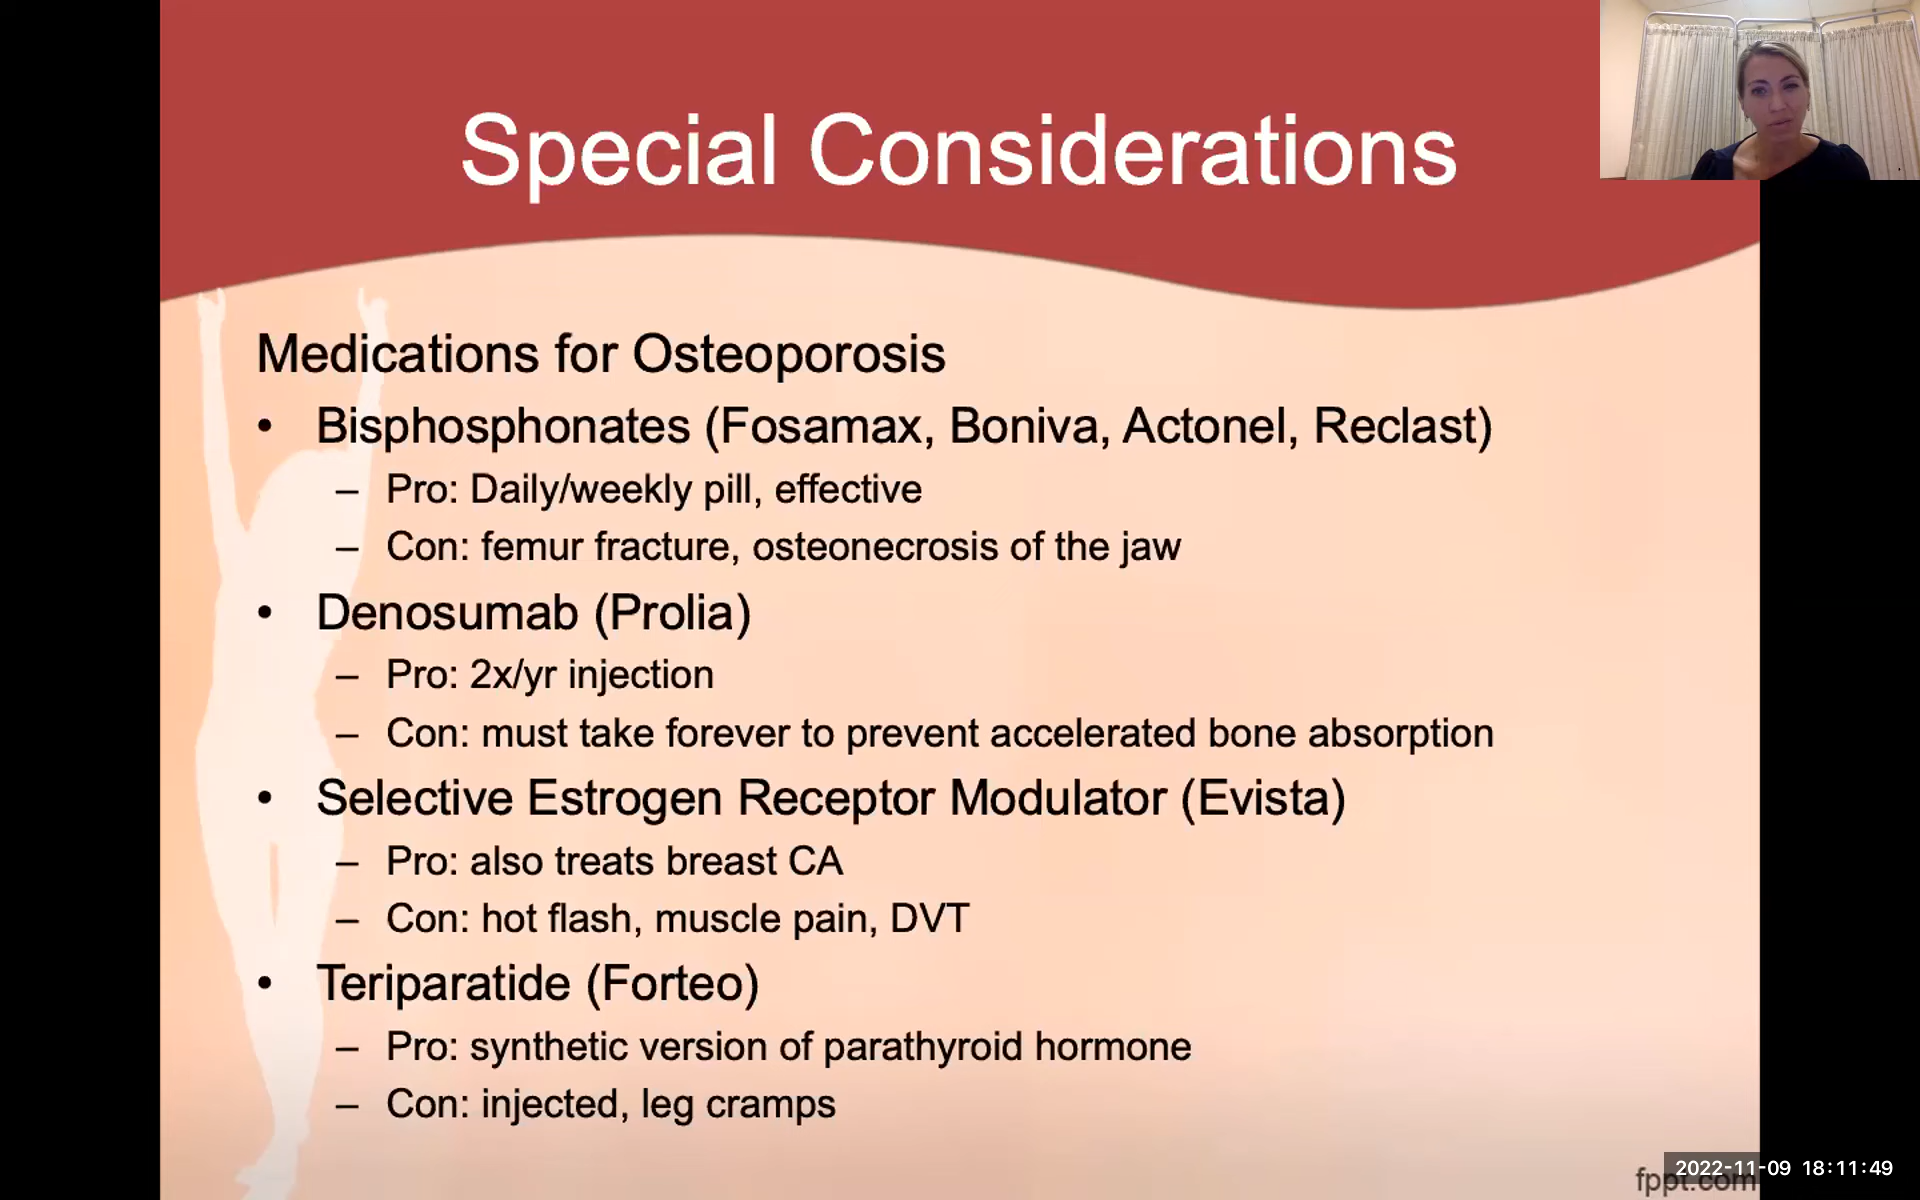 Special Considerations
Medications for Osteoporosis
• Bisphosphonates (Fosamax, Boniva, Actonel, Reclast)
– Pro: Daily/weekly pill, effective
– Con: femur fracture, osteonecrosis of the jaw
• Denosumab (Prolia)
– Pro: 2x/yr injection
– Con: must take forever to prevent accelerated bone absorption
• Selective Estrogen Receptor Modulator (Evista)
– Pro: also treats breast CA
– Con: hot flash, muscle pain, DVT
• Teriparatide (Forteo)
– Pro: synthetic version of parathyroid hormone
– Con: injected, leg cramps
2022-11-09 18:11:49
fppt.com